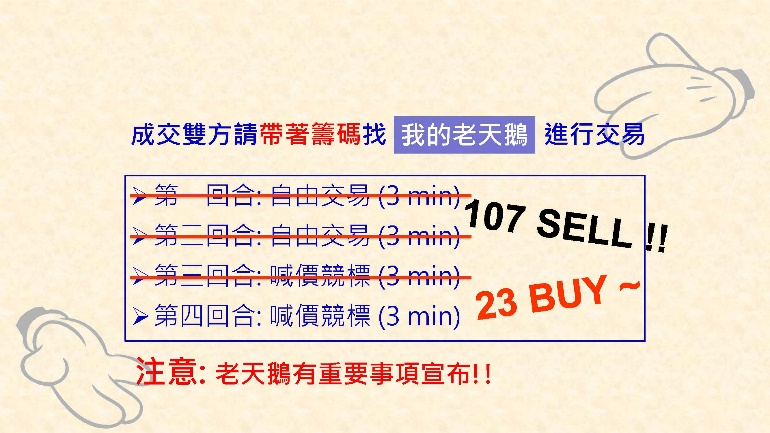 成交雙方請帶著籌碼找 我的老天鵝 進行交易
➢ 第一回合: 自由交易 (3 min)
➢ 第二回合: 自由交易 (3 min)
➢ 第三回合: 喊價競標 (3 min)
➢ 第四回合: 喊價競標 (3 min)
107 SELL !!
23 BUY ~
注意: 老天鵝有重要事項宣布!!